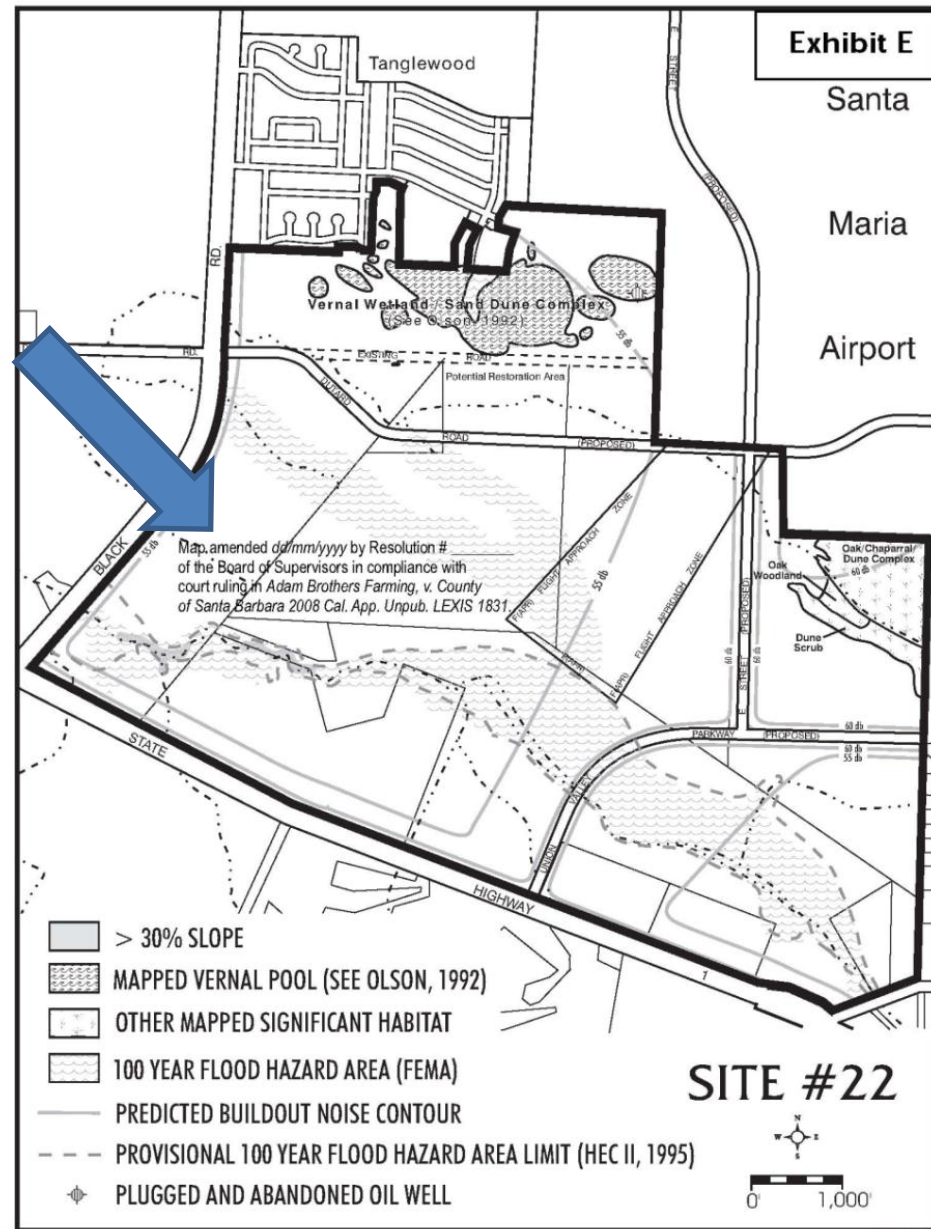 Exhibit E
Tanglewood
Santa
Maria
Airport
E STREET
(PROPOSED)
RD.
Vernal Wetland / Sand Dune Complex
(See Olson, 1992)
55 db
RD.
EXISTING ROAD
Potential Restoration Area
DUTARD
ROAD (PROPOSED)
BLACK
55 db
Map amended dd/mm/yyyy by Resolution # ________
of the Board of Supervisors in compliance with
court ruling in Adam Brothers Farming, v. County
of Santa Barbara 2008 Cal. App. Unpub. LEXIS 1831.
F(APR) FLIGHT APPROACH ZONE
55 db
F(APR)
F(APR) FLIGHT APPROACH ZONE
60 db
E STREET (PROPOSED)
60 db
Oak/Chaparral/
Dune Complex
60 db
Oak
Woodland
Dune
Scrub
60 db
UNION VALLEY PARKWAY (PROPOSED)
60 db
55 db
STATE HIGHWAY 1
> 30% SLOPE
MAPPED VERNAL POOL (SEE OLSON, 1992)
OTHER MAPPED SIGNIFICANT HABITAT
100 YEAR FLOOD HAZARD AREA (FEMA)
PREDICTED BUILDOUT NOISE CONTOUR
PROVISIONAL 100 YEAR FLOOD HAZARD AREA LIMIT (HEC II, 1995)
PLUGGED AND ABANDONED OIL WELL
SITE #22
N
W E
S
0' 1,000'